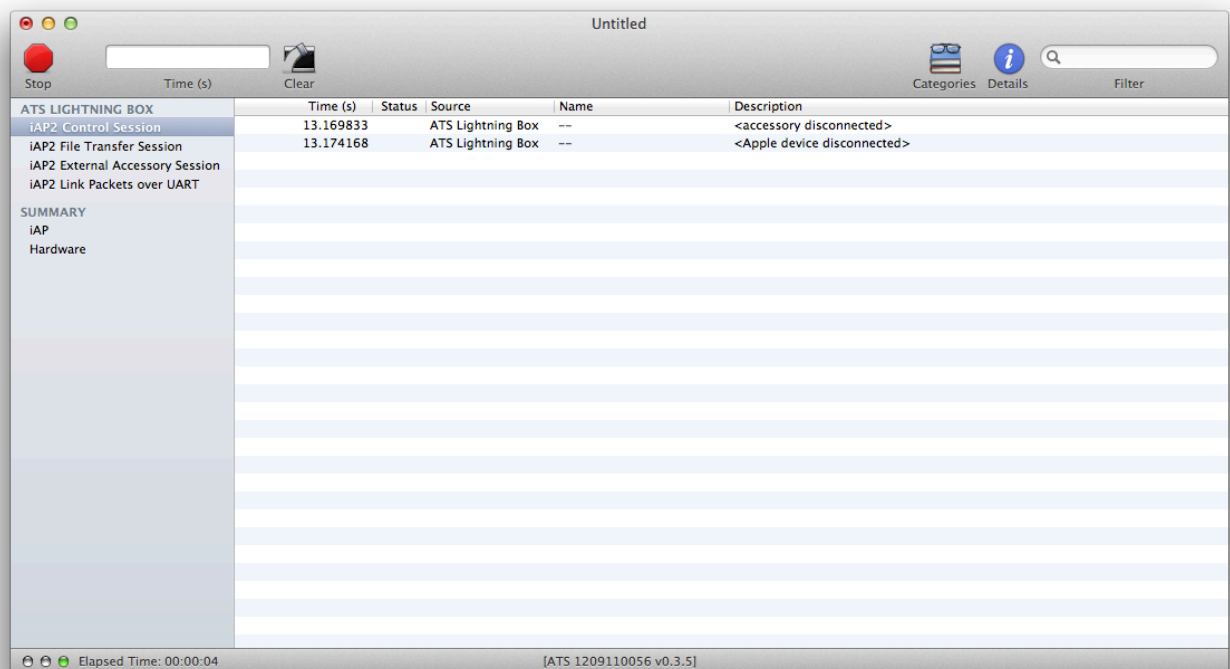 Untitled
Stop
Time (s)
Clear
Categories
Details
Filter
ATS LIGHTNING BOX
iAP2 Control Session
iAP2 File Transfer Session
iAP2 External Accessory Session
iAP2 Link Packets over UART
SUMMARY
iAP
Hardware
Time (s) Status Source Name Description
13.169833 ATS Lightning Box -- <accessory disconnected>
13.174168 ATS Lightning Box -- <Apple device disconnected>
Elapsed Time: 00:00:04
[ATS 1209110056 v0.3.5]